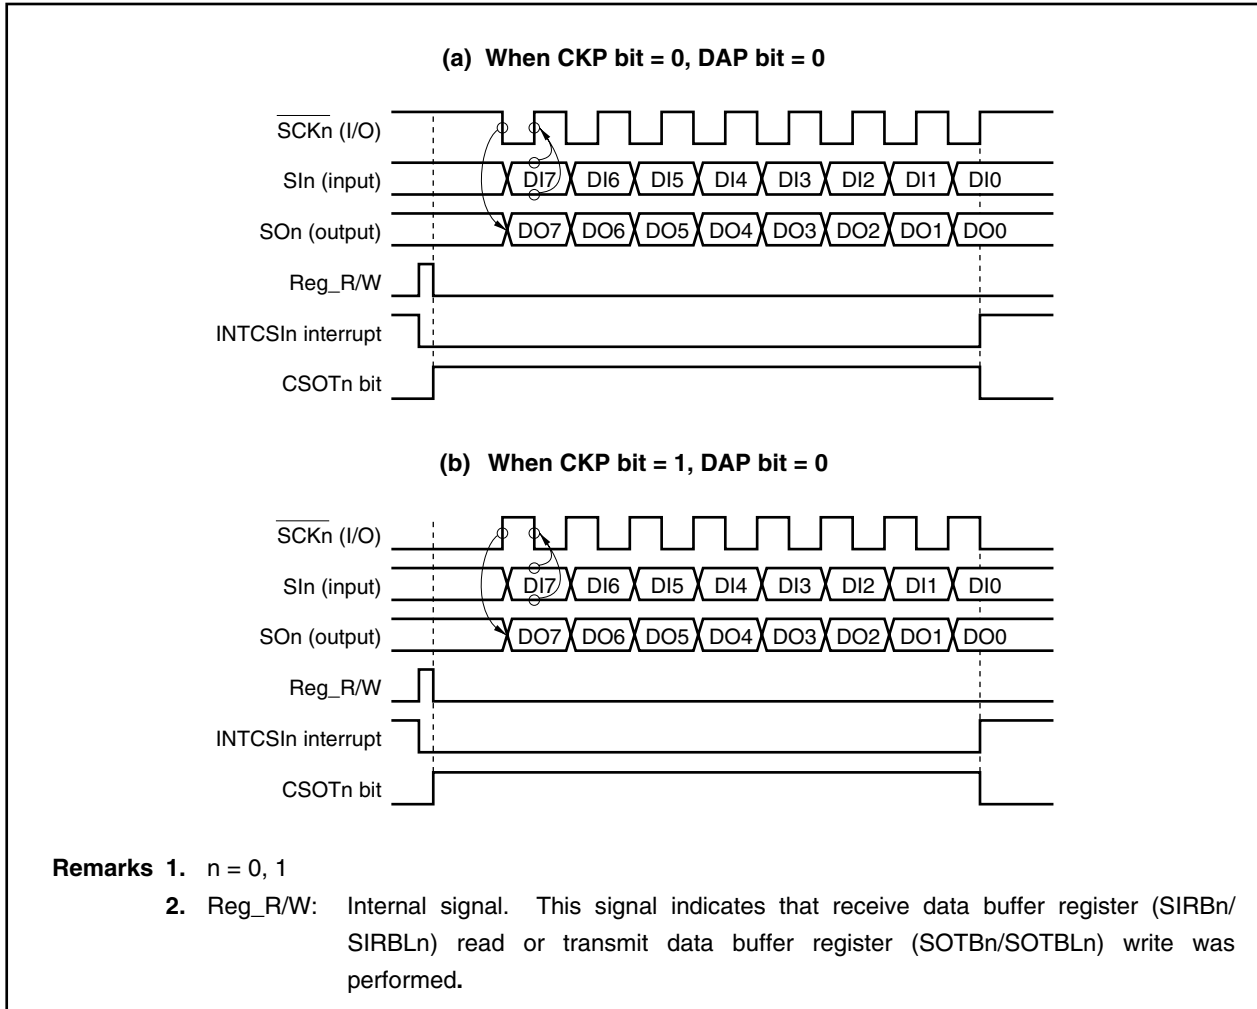 (a) When CKP bit = 0, DAP bit = 0
SCKn (I/O)
SIn (input) DI7 DI6 DI5 DI4 DI3 DI2 DI1 DI0
SOn (output) DO7 DO6 DO5 DO4 DO3 DO2 DO1 DO0
Reg_R/W
INTCSIn interrupt
CSOTn bit
(b) When CKP bit = 1, DAP bit = 0
SCKn (I/O)
SIn (input) DI7 DI6 DI5 DI4 DI3 DI2 DI1 DI0
SOn (output) DO7 DO6 DO5 DO4 DO3 DO2 DO1 DO0
Reg_R/W
INTCSIn interrupt
CSOTn bit
Remarks 1. n = 0, 1
2. Reg_R/W: Internal signal. This signal indicates that receive data buffer register (SIRBn/
SIRBLn) read or transmit data buffer register (SOTBn/SOTBLn) write was
performed.